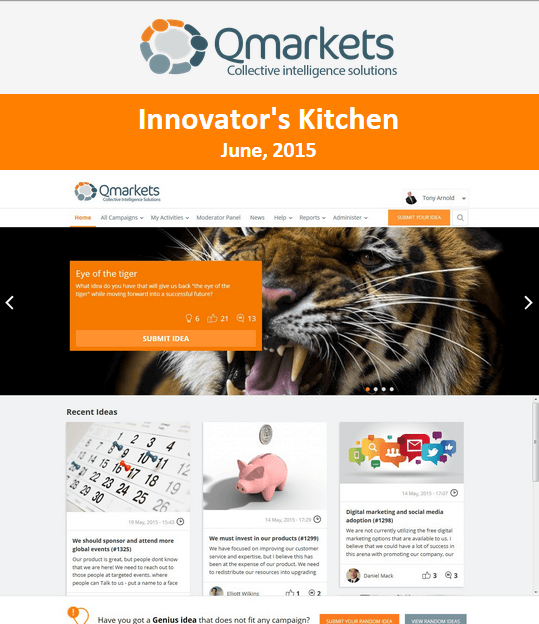 Qmarkets
Collective intelligence solutions
Innovator's Kitchen
June, 2015
Qmarkets
Collective Intelligence Solutions
Tony Arnold
Home All Campaigns My Activities Moderator Panel News Help Reports Administer SUBMIT YOUR IDEA
Eye of the tiger
What idea do you have that will give us back "the eye of the
tiger" while moving forward into a successful future?
6 21 13
SUBMIT IDEA
Recent Ideas
19 May, 2015 - 15:43
We should sponsor and attend more
global events (#1325)
Our product is great, but people dont know
that we are here! We need to reach out to
those people at targeted events, where
people can Talk to us - put a name to a face
14 May, 2015 - 17:29
We must invest in our products (#1299)
We have focused on improving our customer
service and expertise, but I believe this has
been at the expense of our product. We need
to redistribute our resources into upgrading
Elliott Wilkins 1 2
14 May, 2015 - 17:07
Digital marketing and social media
adoption (#1298)
We are not currently utilizing the free digital
marketing options that are available to us. I
believe that we could have a lot of success in
this arena with promoting our company, our
Daniel Mack 3 3
Have you got a Genius idea that does not fit any campaign? SUBMIT YOUR RANDOM IDEA VIEW RANDOM IDEAS